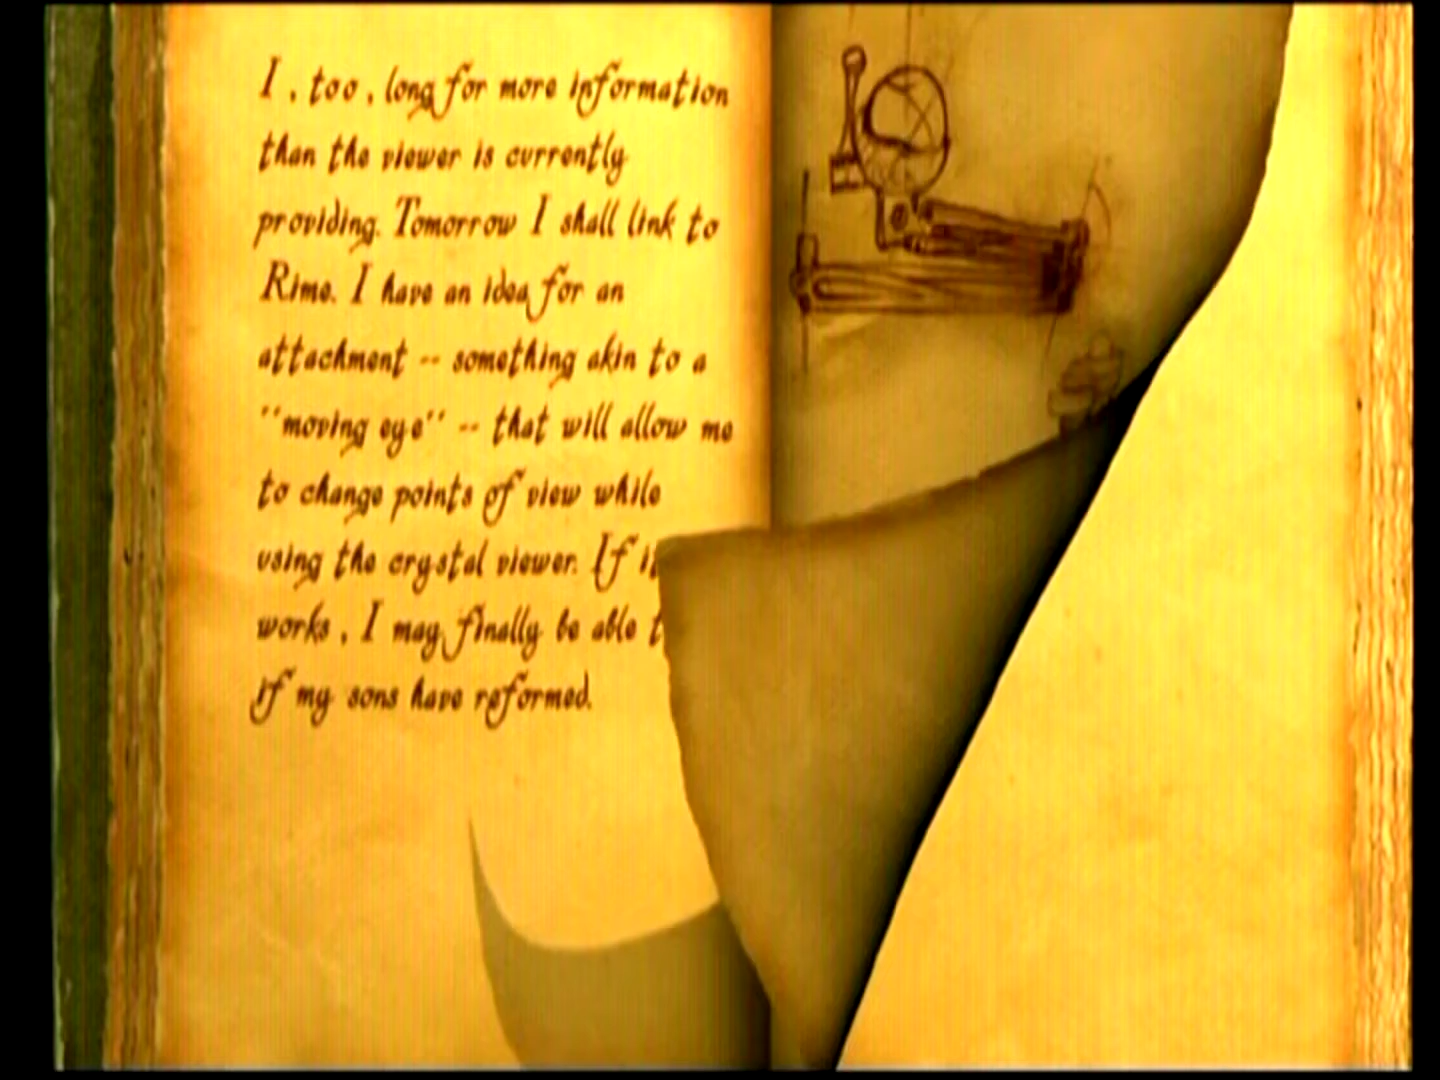 I, too, long for more information
than the viewer is currently
providing. Tomorrow I shall link to
Rime. I have an idea for an
attachment -- something akin to a
"moving eye" -- that will allow me
to change points of view while
using the crystal viewer. If
works, I may finally be able
if my sons have reformed.